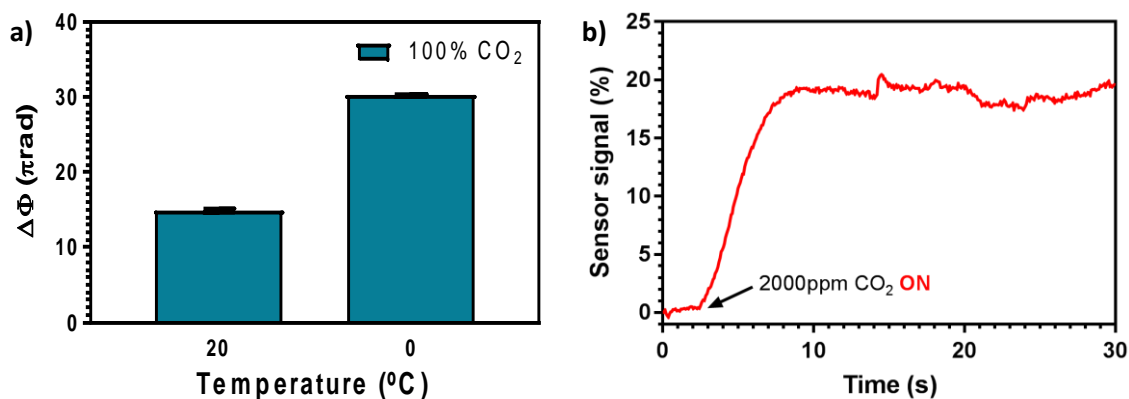 a)
100% CO₂
40
30
20
10
0
ΔΦ (πrad)
20 0
Temperature (ºC)
b)
25
20
15
10
5
0
Sensor signal (%)
2000ppm CO₂ ON
0 10 20 30
Time (s)